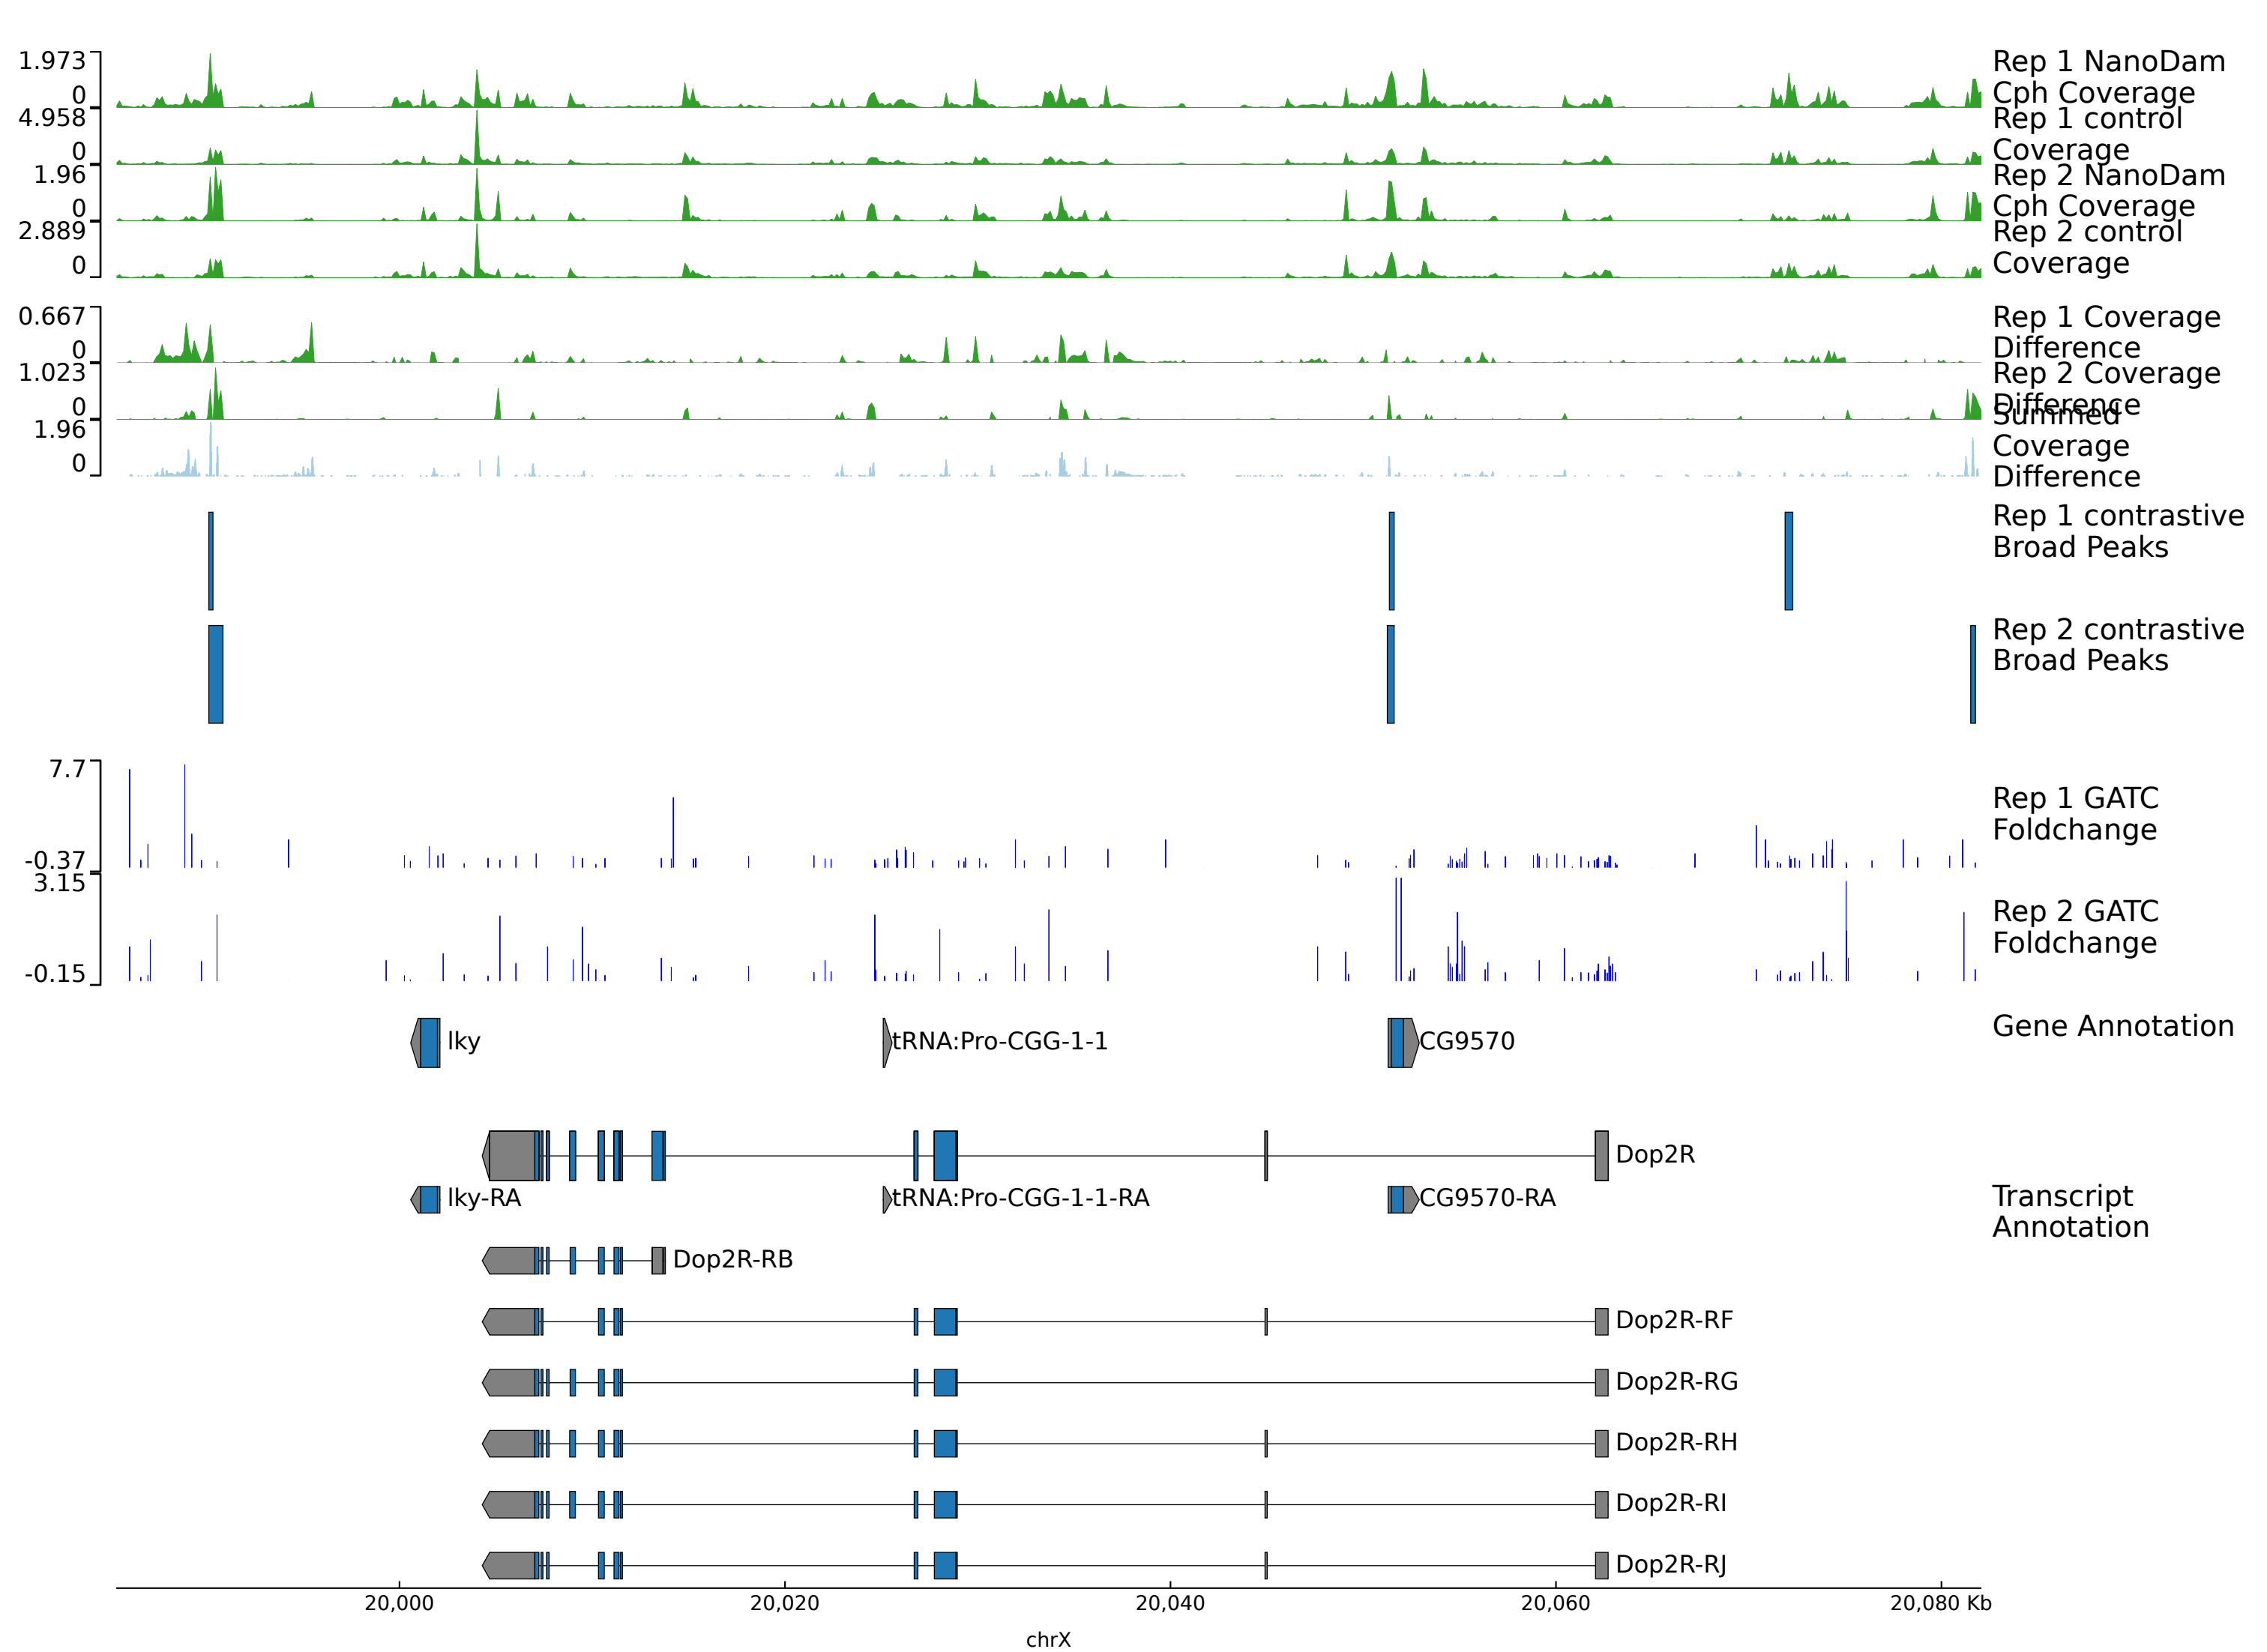 1.973
0
Rep 1 NanoDam
Cph Coverage
4.958
0
Rep 1 control
Coverage
1.96
0
Rep 2 NanoDam
Cph Coverage
2.889
0
Rep 2 control
Coverage
0.667
0
Rep 1 Coverage
Difference
1.023
0
Rep 2 Coverage
Difference
1.96
0
Summed
Coverage
Difference
Rep 1 contrastive
Broad Peaks
Rep 2 contrastive
Broad Peaks
7.7
-0.37
Rep 1 GATC
Foldchange
3.15
-0.15
Rep 2 GATC
Foldchange
lky
tRNA:Pro-CGG-1-1
CG9570
Gene Annotation
Dop2R
lky-RA
tRNA:Pro-CGG-1-1-RA
CG9570-RA
Transcript
Annotation
Dop2R-RB
Dop2R-RF
Dop2R-RG
Dop2R-RH
Dop2R-RI
Dop2R-RJ
20,000
20,020
20,040
20,060
20,080 Kb
chrX